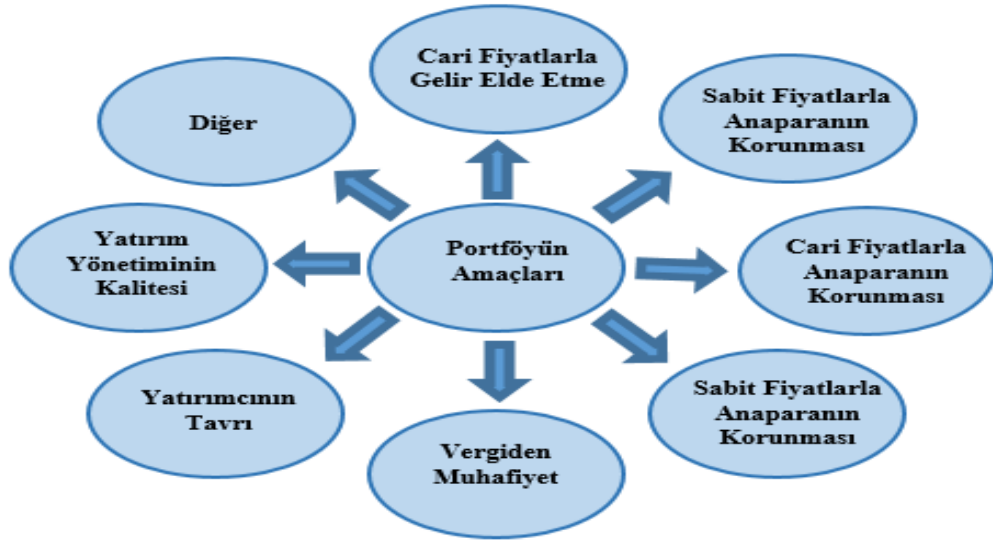 Cari Fiyatlarla
Gelir Elde Etme
Sabit Fiyatlarla
Anaparanın
Korunması
Diğer
Yatırım
Yönetiminin
Kalitesi
Portföyün
Amaçları
Cari Fiyatlarla
Anaparanın
Korunması
Yatırımcının
Tavrı
Sabit Fiyatlarla
Anaparanın
Korunması
Vergiden
Muhafiyet